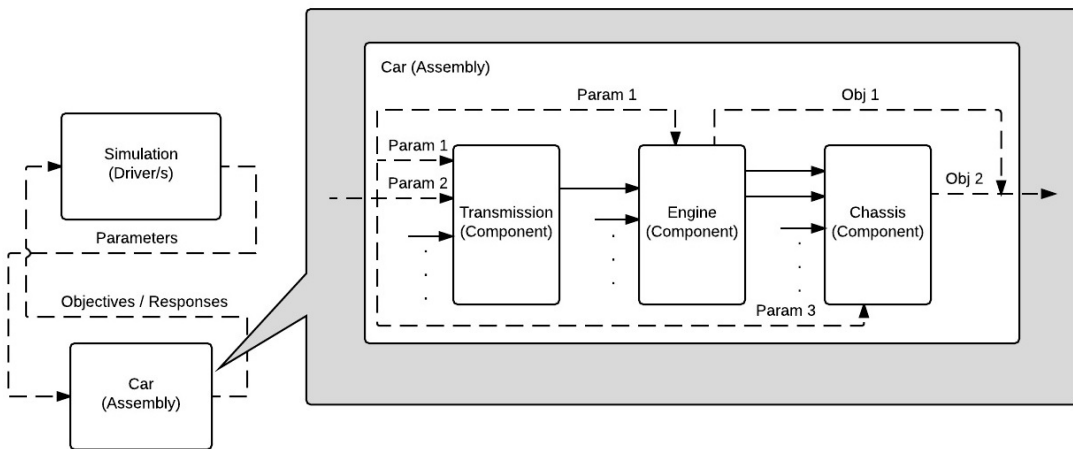 Simulation
(Driver/s)
Parameters
Objectives / Responses
Car
(Assembly)
Car (Assembly)
Param 1
Obj 1
Param 1
Param 2
Obj 2
Transmission
(Component)
Engine
(Component)
Chassis
(Component)
Param 3